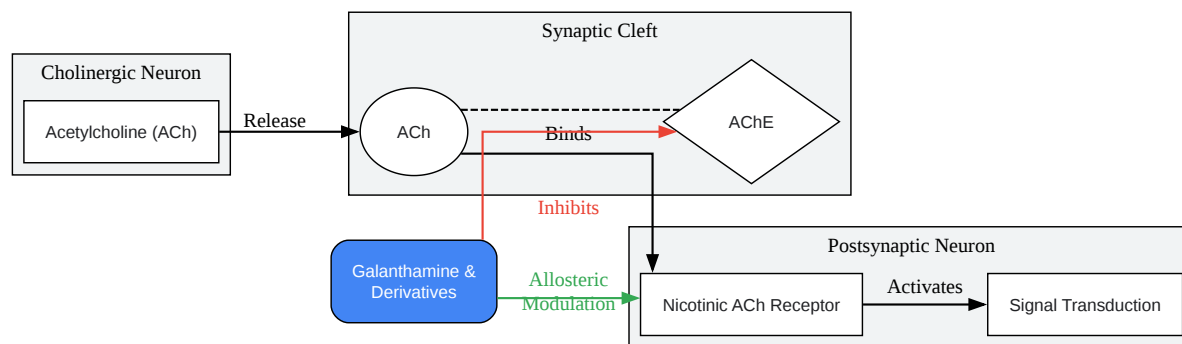 Synaptic Cleft
Cholinergic Neuron
Acetylcholine (ACh)
Release
ACh
AChE
Binds
Inhibits
Galanthamine &
Derivatives
Allosteric
Modulation
Postsynaptic Neuron
Nicotinic ACh Receptor
Activates
Signal Transduction